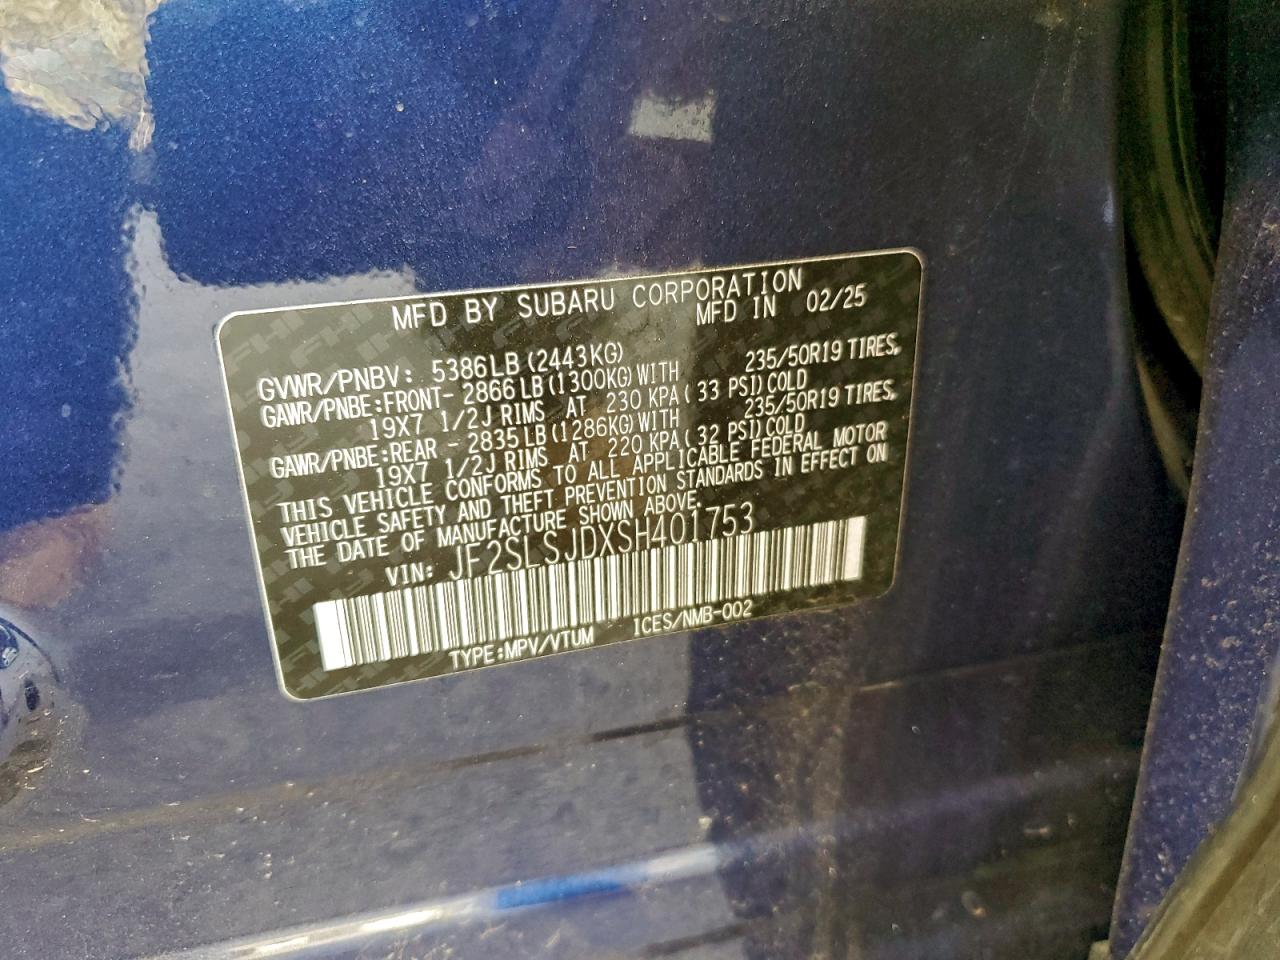 MFD BY SUBARU CORPORATION
MFD IN 02/25
GVWR/PNBV: 5386LB (2443KG)
GAWR/PNBE:FRONT- 2866LB (1300KG) WITH 235/50R19 TIRES,
19X7 1/2J RIMS AT 230 KPA ( 33 PSI) COLD
GAWR/PNBE:REAR - 2835LB (1286KG) WITH 235/50R19 TIRES,
19X7 1/2J RIMS AT 220 KPA ( 32 PSI) COLD
THIS VEHICLE CONFORMS TO ALL APPLICABLE FEDERAL MOTOR
VEHICLE SAFETY AND THEFT PREVENTION STANDARDS IN EFFECT ON
THE DATE OF MANUFACTURE SHOWN ABOVE.
VIN: JF2SLSJDXSH401753
TYPE:MPV/VTUM ICES/NMB-002